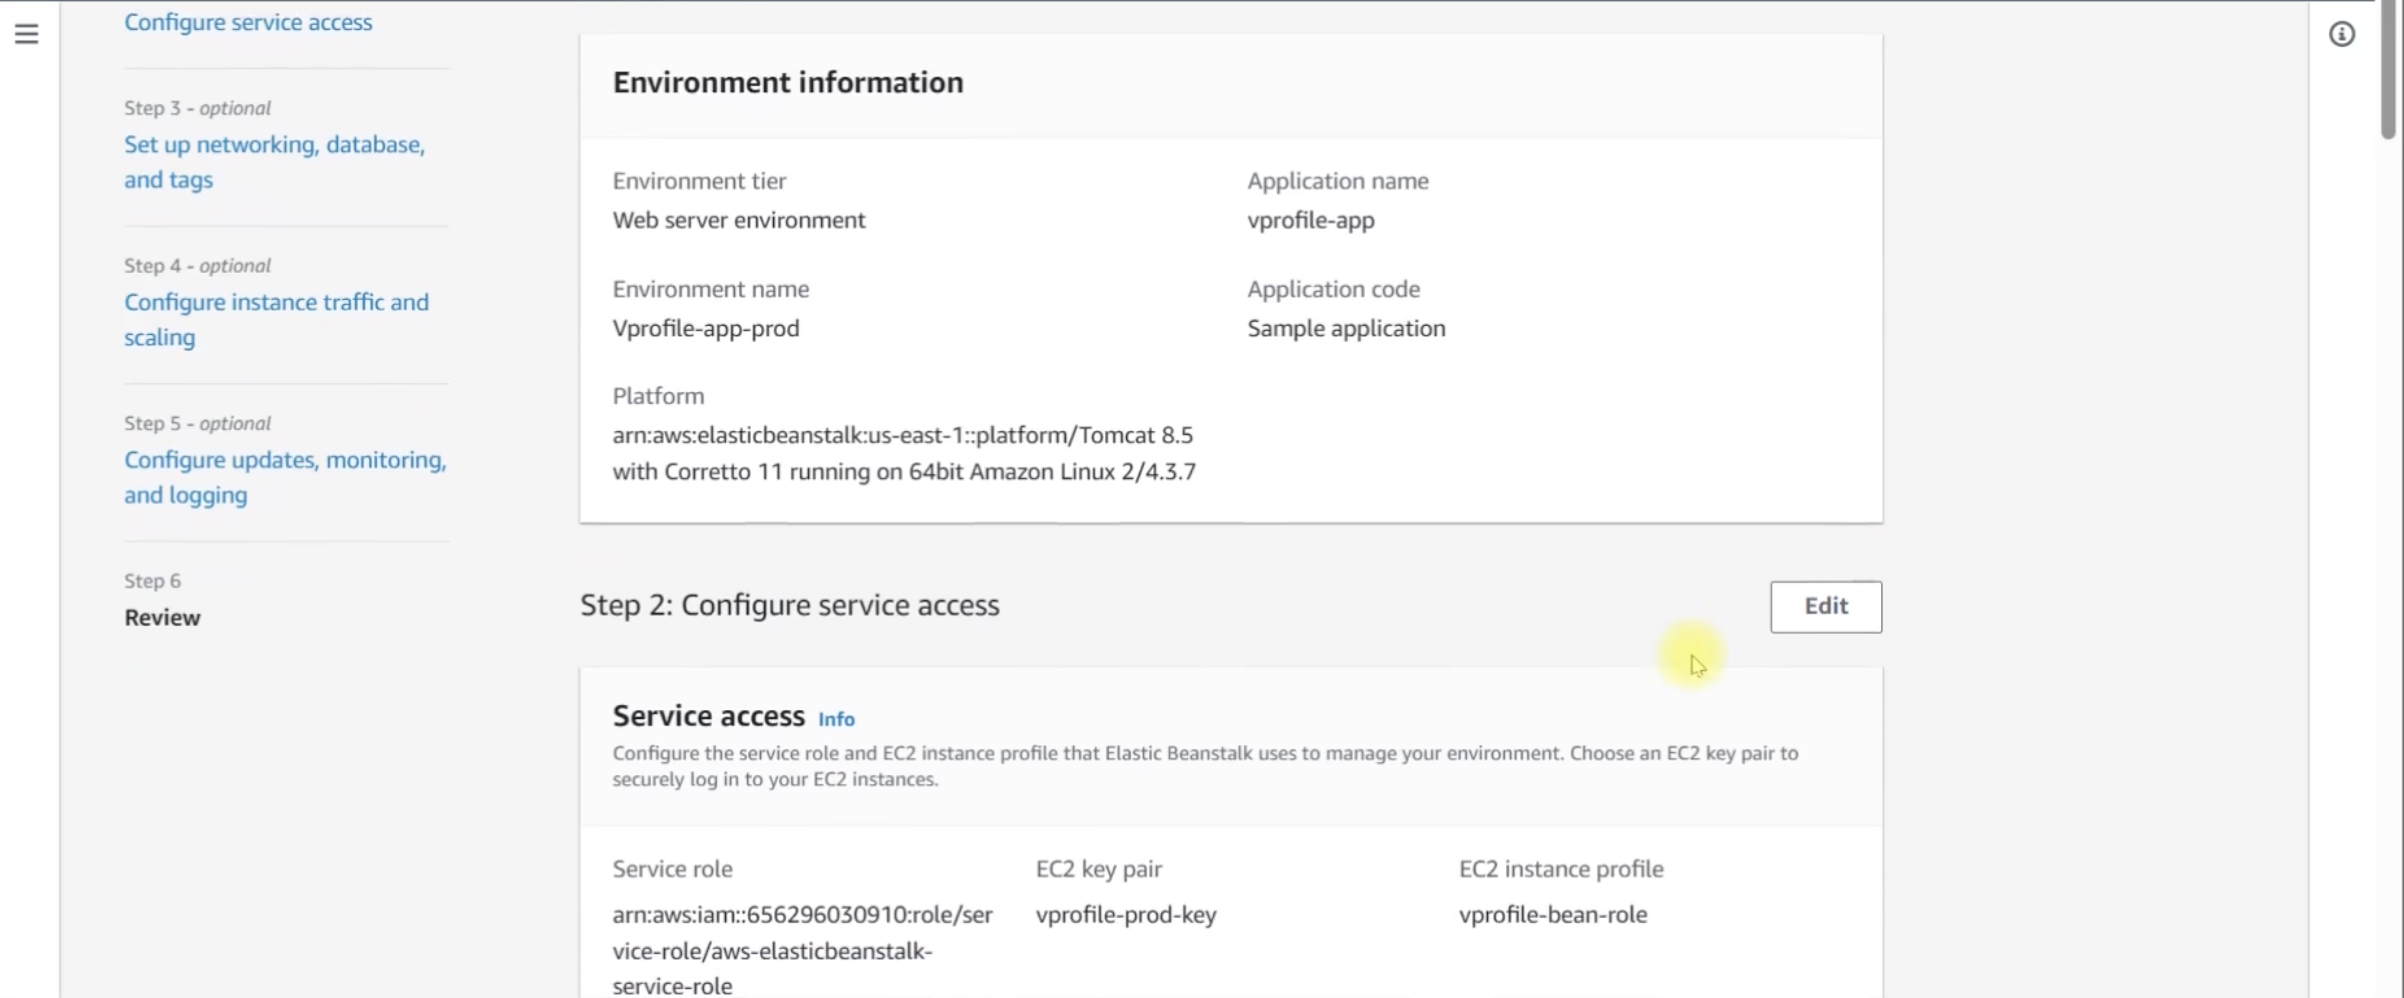 Configure service access
Step 3 - optional
Set up networking, database,
and tags
Step 4 - optional
Configure instance traffic and
scaling
Step 5 - optional
Configure updates, monitoring,
and logging
Step 6
Review
Environment information
Environment tier
Web server environment
Application name
vprofile-app
Environment name
Vprofile-app-prod
Application code
Sample application
Platform
arn:aws:elasticbeanstalk:us-east-1::platform/Tomcat 8.5
with Corretto 11 running on 64bit Amazon Linux 2/4.3.7
Step 2: Configure service access
Edit
Service access Info
Configure the service role and EC2 instance profile that Elastic Beanstalk uses to manage your environment. Choose an EC2 key pair to
securely log in to your EC2 instances.
Service role
arn:aws:iam::656296030910:role/ser
vice-role/aws-elasticbeanstalk-
service-role
EC2 key pair
vprofile-prod-key
EC2 instance profile
vprofile-bean-role